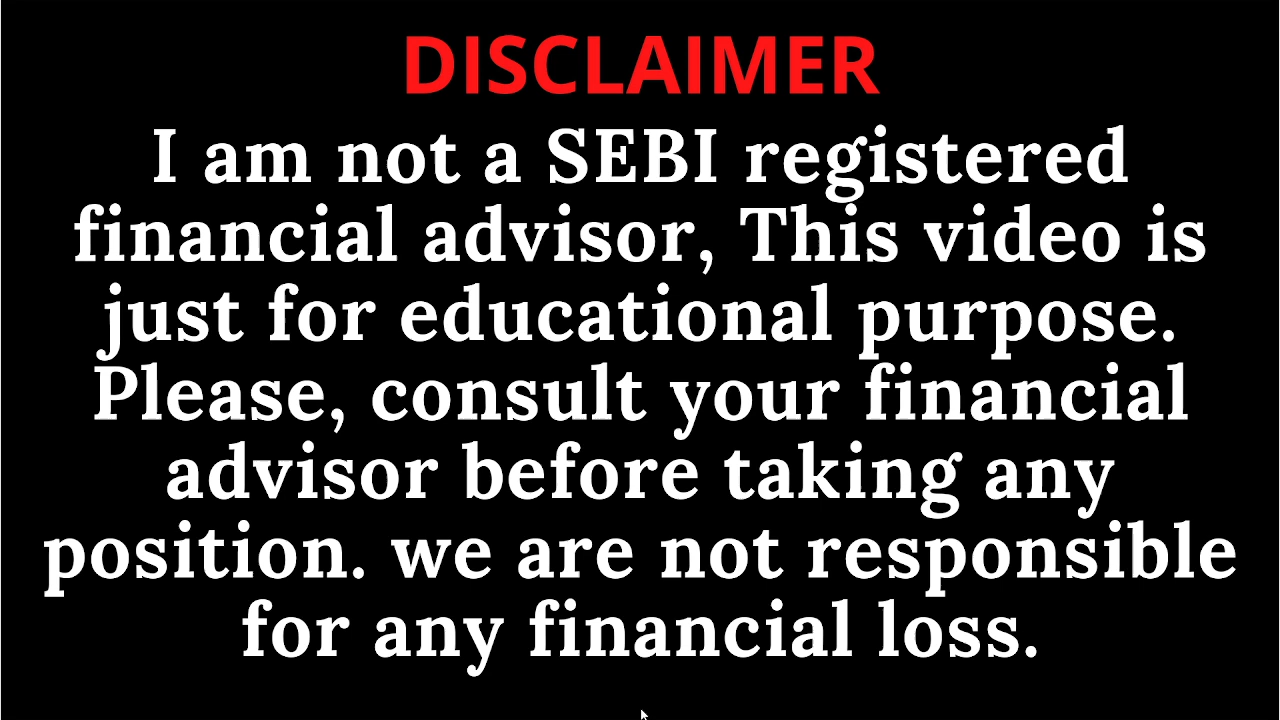 DISCLAIMER
I am not a SEBI registered
financial advisor, This video is
just for educational purpose.
Please, consult your financial
advisor before taking any
position. we are not responsible
for any financial loss.